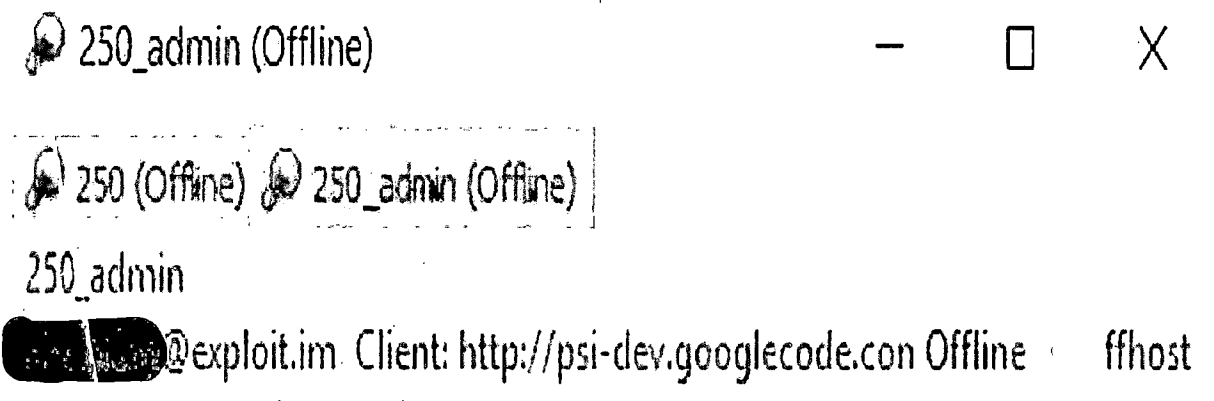 250_admin (Offline)
250 (Offline) 250_admin (Offline)
250_admin
@exploit.im Client: http://psi-dev.googlecode.con Offline ffhost